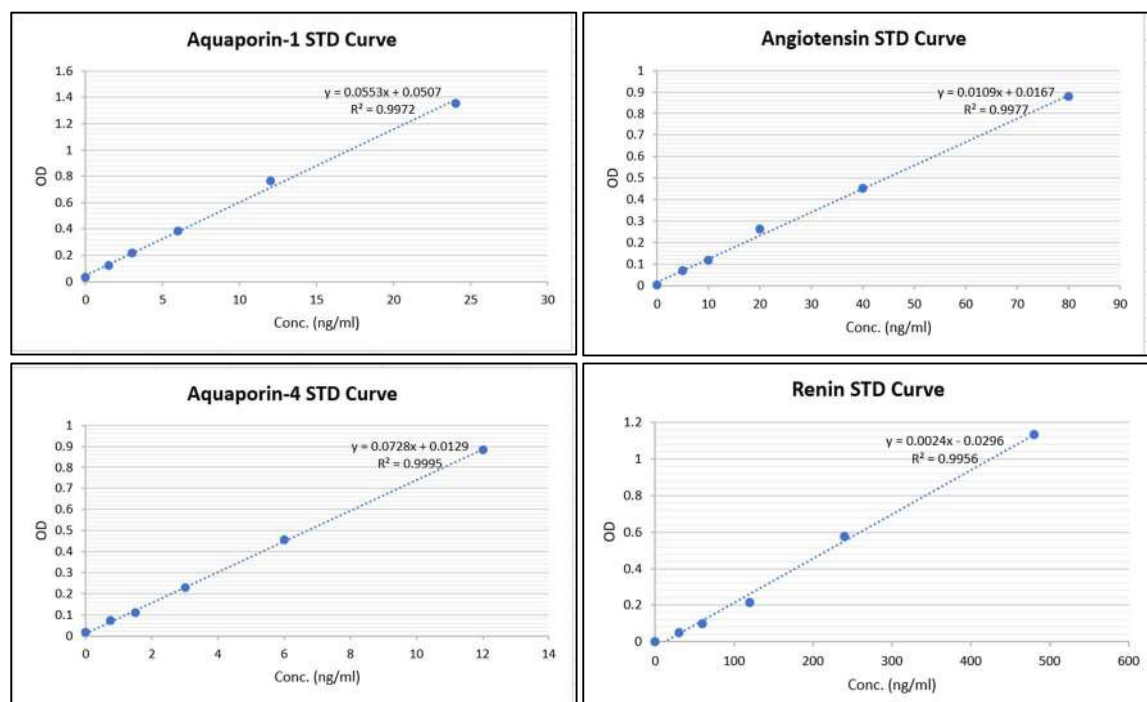 Aquaporin-1 STD Curve
1.6
1.4
1.2
1
0.8
0.6
0.4
0.2
0
OD
y = 0.0553x + 0.0507
R² = 0.9972
0 5 10 15 20 25 30
Conc. (ng/ml)
Angiotensin STD Curve
1
0.9
0.8
0.7
0.6
0.5
0.4
0.3
0.2
0.1
0
OD
y = 0.0109x + 0.0167
R² = 0.9977
0 10 20 30 40 50 60 70 80 90
Conc. (ng/ml)
Aquaporin-4 STD Curve
1
0.9
0.8
0.7
0.6
0.5
0.4
0.3
0.2
0.1
0
OD
y = 0.0728x + 0.0129
R² = 0.9995
0 2 4 6 8 10 12 14
Conc. (ng/ml)
Renin STD Curve
1.2
1
0.8
0.6
0.4
0.2
0
OD
y = 0.0024x - 0.0296
R² = 0.9956
0 100 200 300 400 500 600
Conc. (ng/ml)